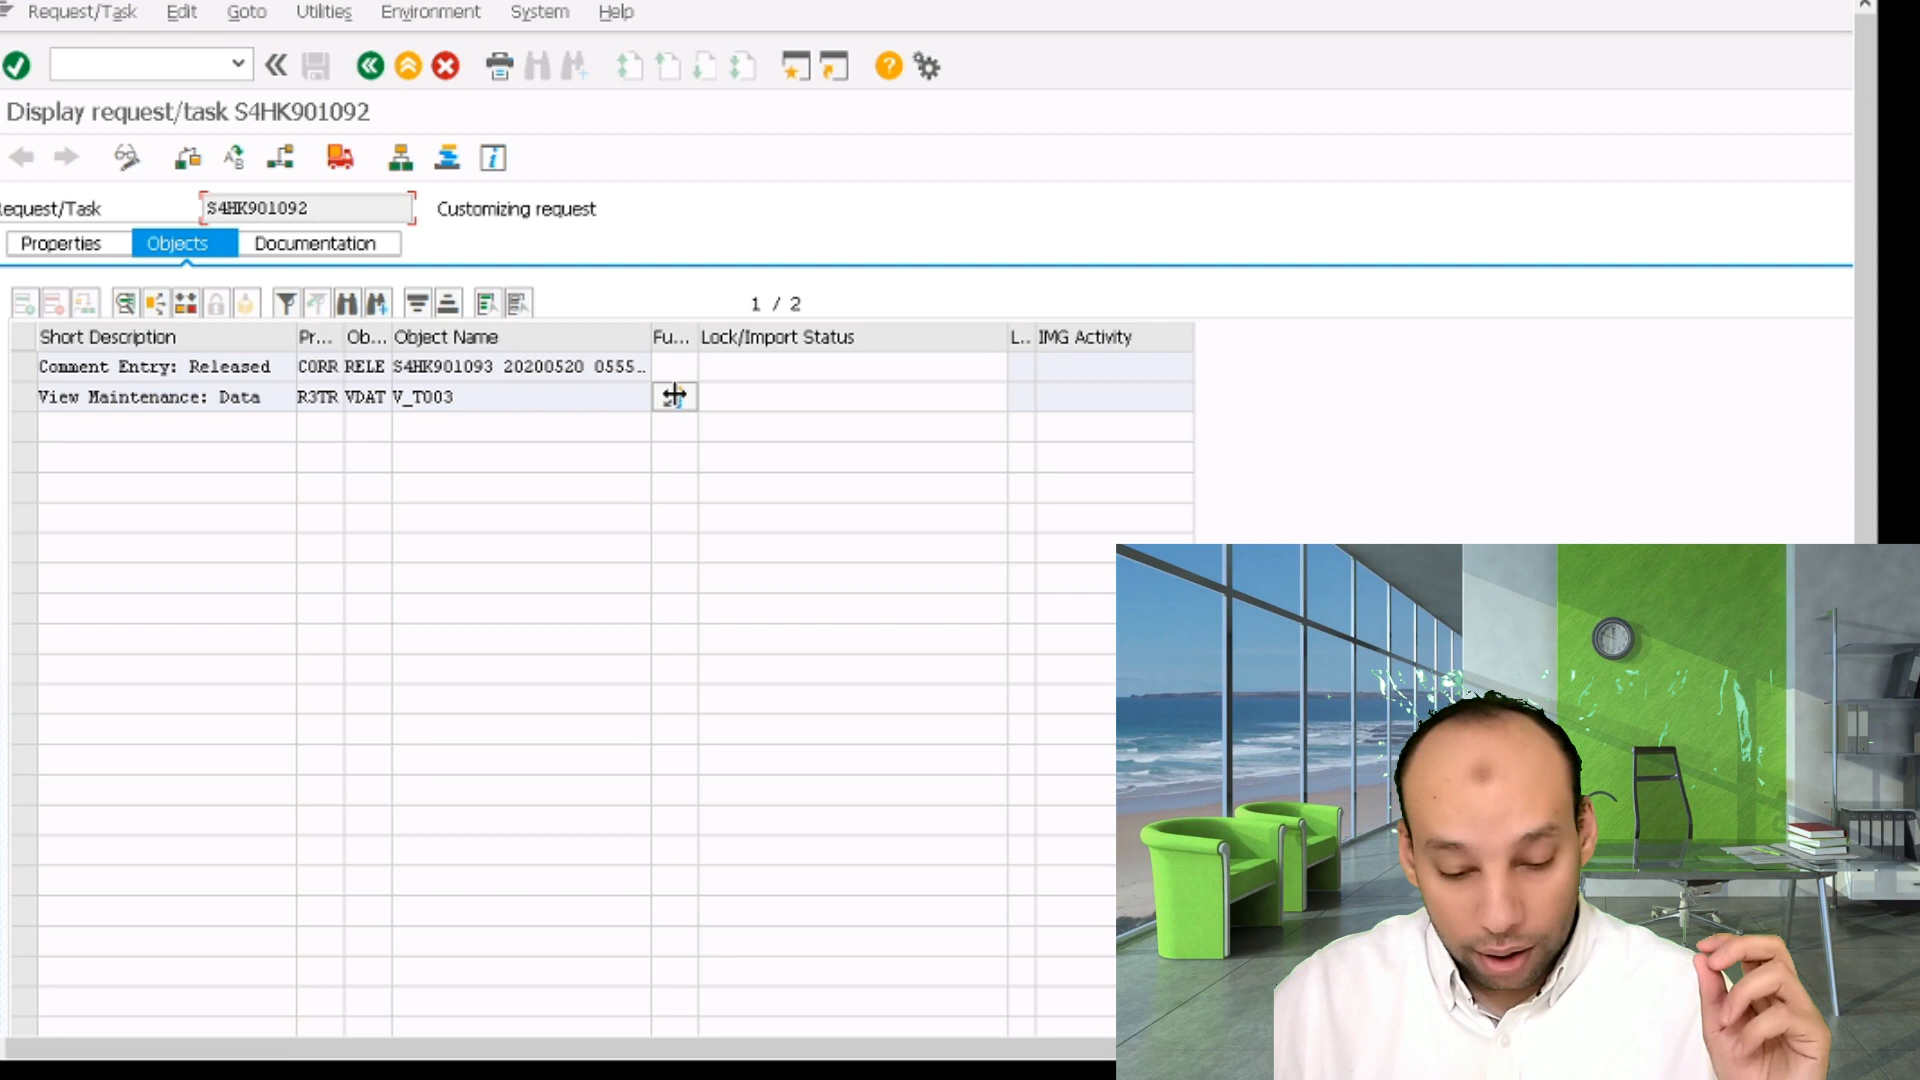 Request/Task Edit Goto Utilities Environment System Help
Display request/task S4HK901092
equest/Task S4HK901092 Customizing request
Properties Objects Documentation
1 / 2
Short Description Pr... Ob... Object Name Fu... Lock/Import Status L.. IMG Activity
Comment Entry: Released CORR RELE S4HK901093 20200520 0555..
View Maintenance: Data R3TR VDAT V_T003